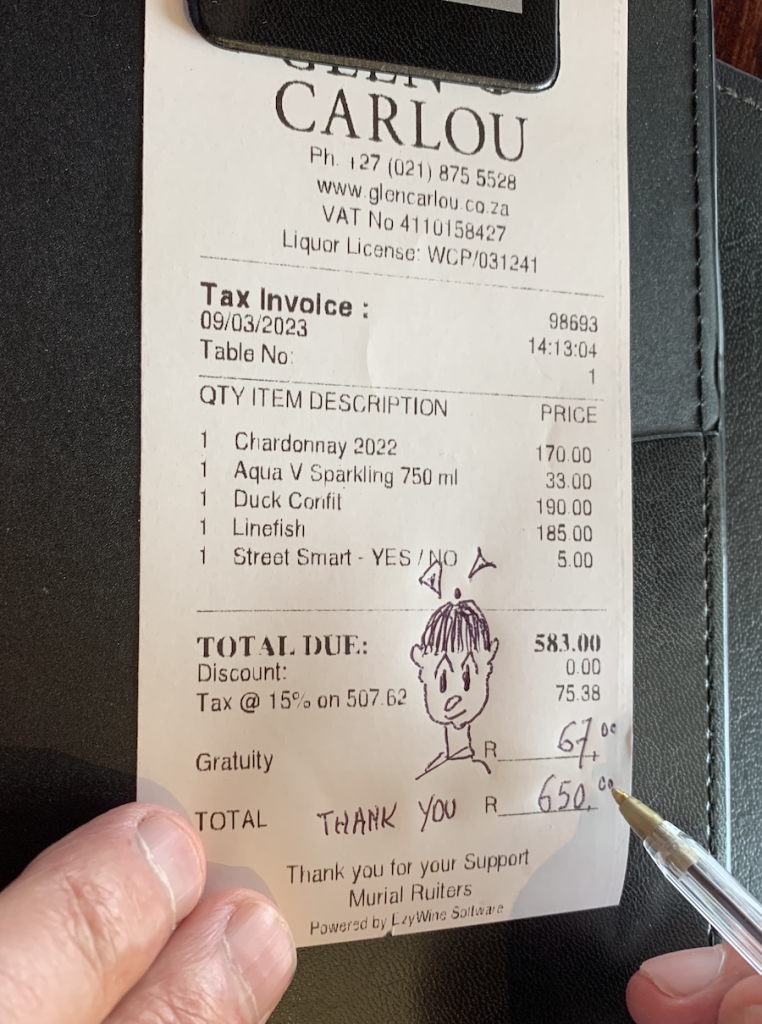 CARLOU
Ph. +27 (021) 875 5528
www.glencarlou.co.za
VAT No 4110158427
Liquor License: WCP/031241
Tax Invoice : 98693
09/03/2023 14:13:04
Table No: 1
QTY ITEM DESCRIPTION PRICE
1 Chardonnay 2022 170.00
1 Aqua V Sparkling 750 ml 33.00
1 Duck Confit 190.00
1 Linefish 185.00
1 Street Smart - YES / NO 5.00
TOTAL DUE: 583.00
Discount: 0.00
Tax @ 15% on 507.62 75.38
Gratuity R 67,00
TOTAL THANK YOU R 650,00
Thank you for your Support
Murial Ruiters
Powered by EzyWine Software